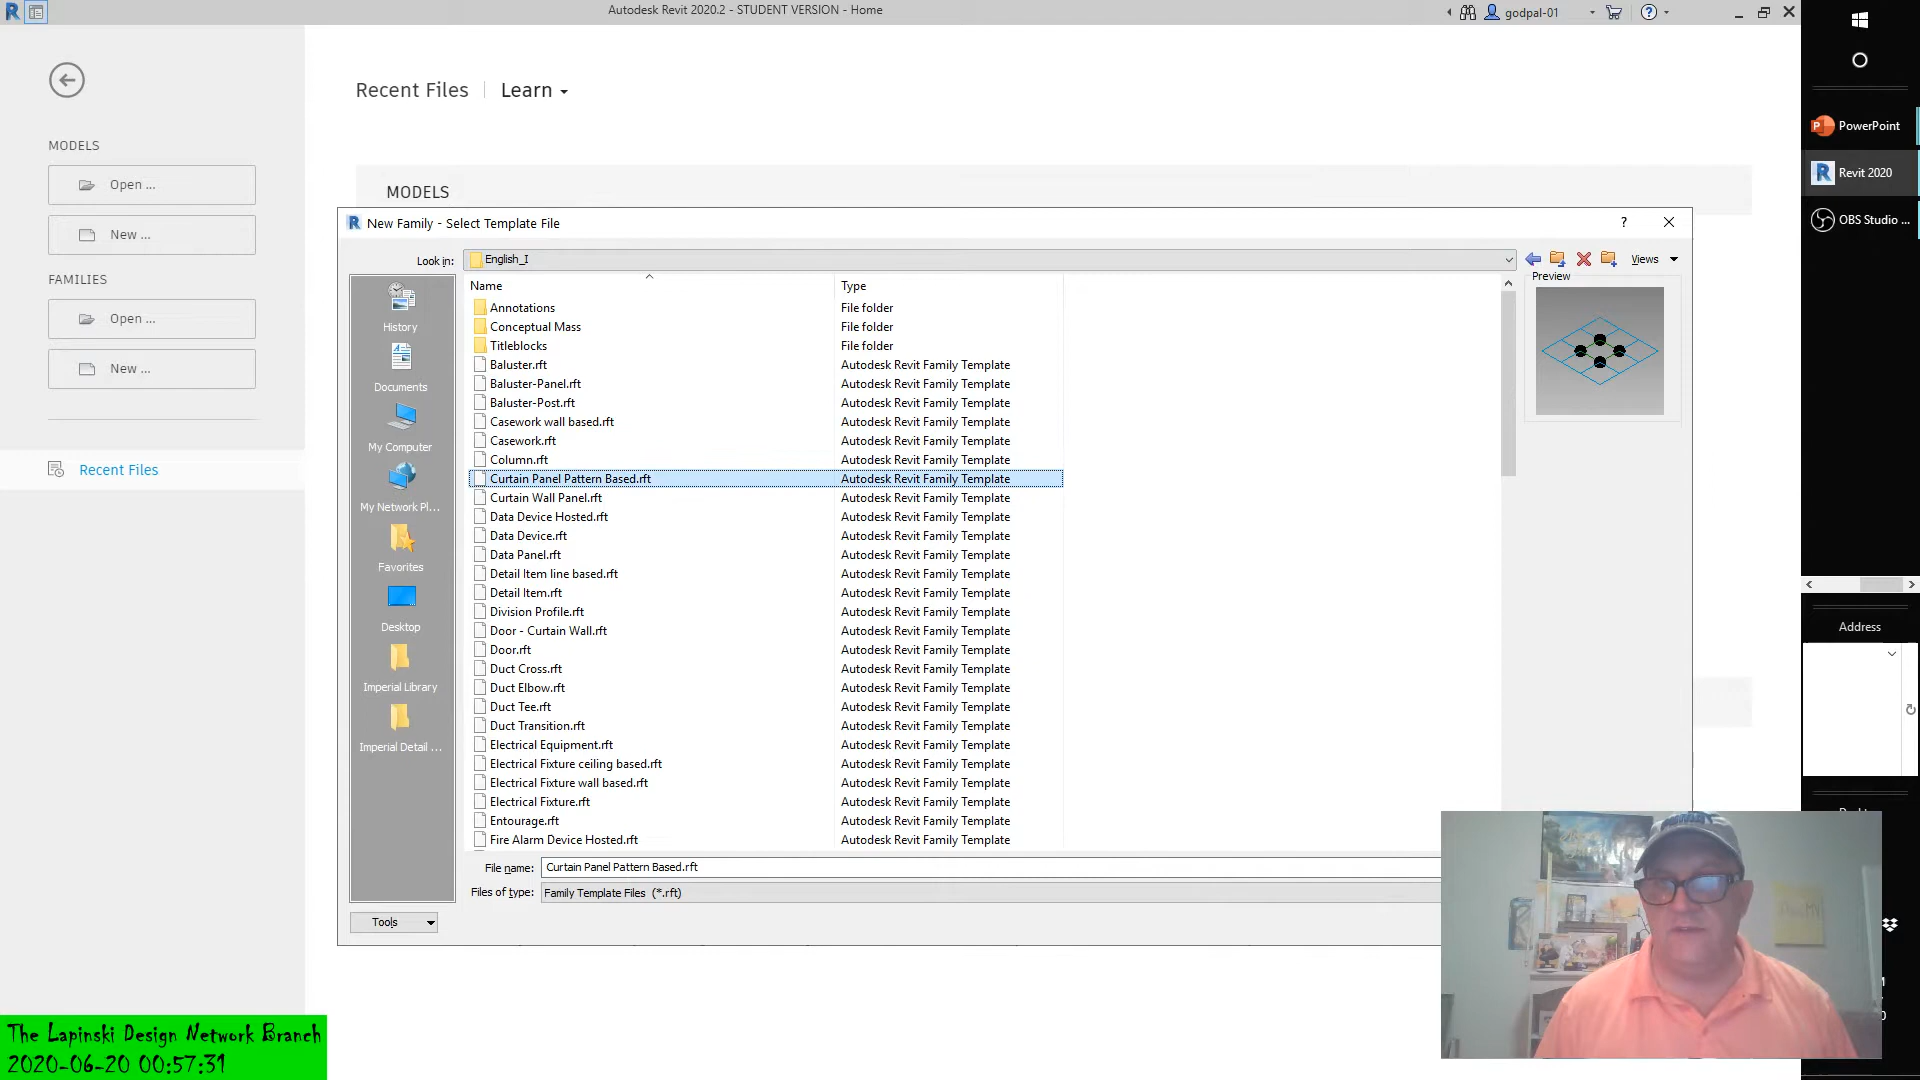 Autodesk Revit 2020.2 - STUDENT VERSION - Home
godpal-01
Recent Files
Learn
MODELS
Open ...
New ...
FAMILIES
Open ...
New ...
Recent Files
MODELS
New Family - Select Template File
Look in:
English_I
Views
Preview
Name
Type
History
Documents
My Computer
My Network Pl...
Favorites
Desktop
Imperial Library
Imperial Detail ...
Annotations File folder
Conceptual Mass File folder
Titleblocks File folder
Baluster.rft Autodesk Revit Family Template
Baluster-Panel.rft Autodesk Revit Family Template
Baluster-Post.rft Autodesk Revit Family Template
Casework wall based.rft Autodesk Revit Family Template
Casework.rft Autodesk Revit Family Template
Column.rft Autodesk Revit Family Template
Curtain Panel Pattern Based.rft Autodesk Revit Family Template
Curtain Wall Panel.rft Autodesk Revit Family Template
Data Device Hosted.rft Autodesk Revit Family Template
Data Device.rft Autodesk Revit Family Template
Data Panel.rft Autodesk Revit Family Template
Detail Item line based.rft Autodesk Revit Family Template
Detail Item.rft Autodesk Revit Family Template
Division Profile.rft Autodesk Revit Family Template
Door - Curtain Wall.rft Autodesk Revit Family Template
Door.rft Autodesk Revit Family Template
Duct Cross.rft Autodesk Revit Family Template
Duct Elbow.rft Autodesk Revit Family Template
Duct Tee.rft Autodesk Revit Family Template
Duct Transition.rft Autodesk Revit Family Template
Electrical Equipment.rft Autodesk Revit Family Template
Electrical Fixture ceiling based.rft Autodesk Revit Family Template
Electrical Fixture wall based.rft Autodesk Revit Family Template
Electrical Fixture.rft Autodesk Revit Family Template
Entourage.rft Autodesk Revit Family Template
Fire Alarm Device Hosted.rft Autodesk Revit Family Template
File name: Curtain Panel Pattern Based.rft
Files of type: Family Template Files (*.rft)
Tools
PowerPoint
Revit 2020
OBS Studio ...
Address
The Lapinski Design Network Branch
2020-06-20 00:57:31